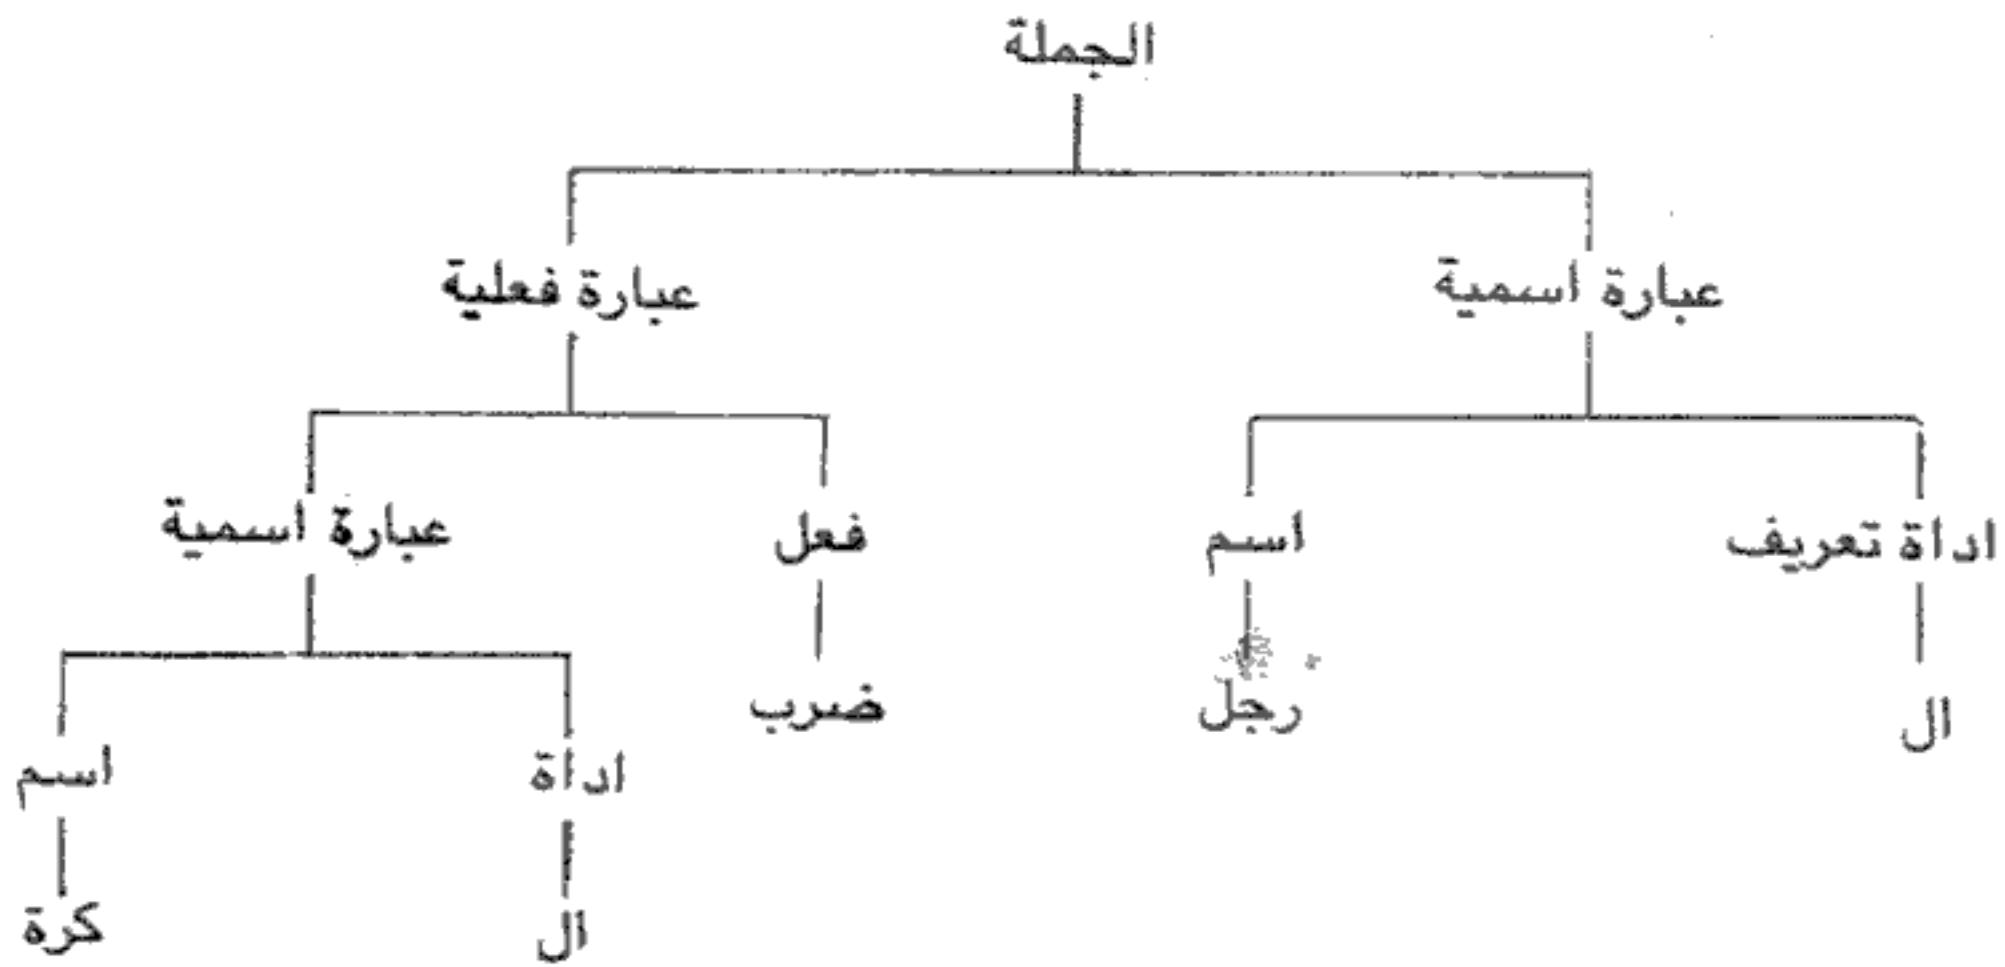 الجملة
عبارة اسمية عبارة فعلية
اداة تعريف اسم فعل عبارة اسمية
ال رجل ضرب
اداة اسم
ال كرة